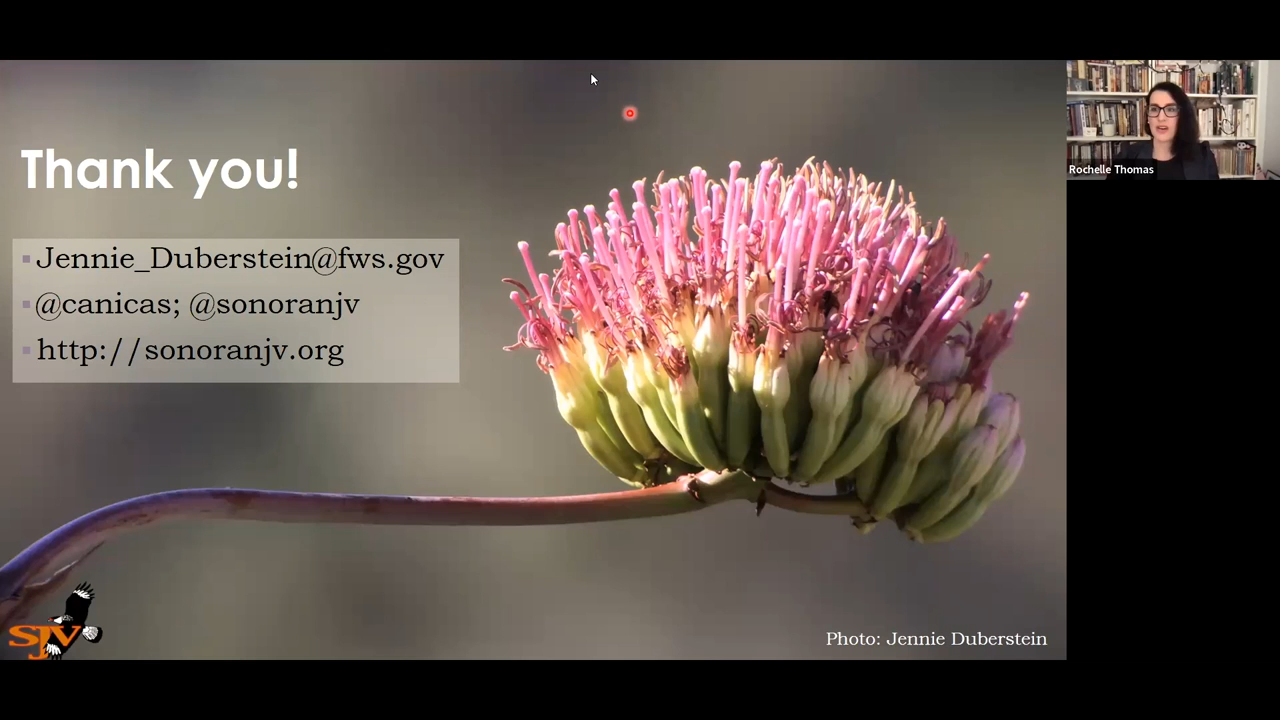 Thank you!
Jennie_Duberstein@fws.gov
@canicas; @sonoranjv
http://sonoranjv.org
Rochelle Thomas
SJV
Photo: Jennie Duberstein